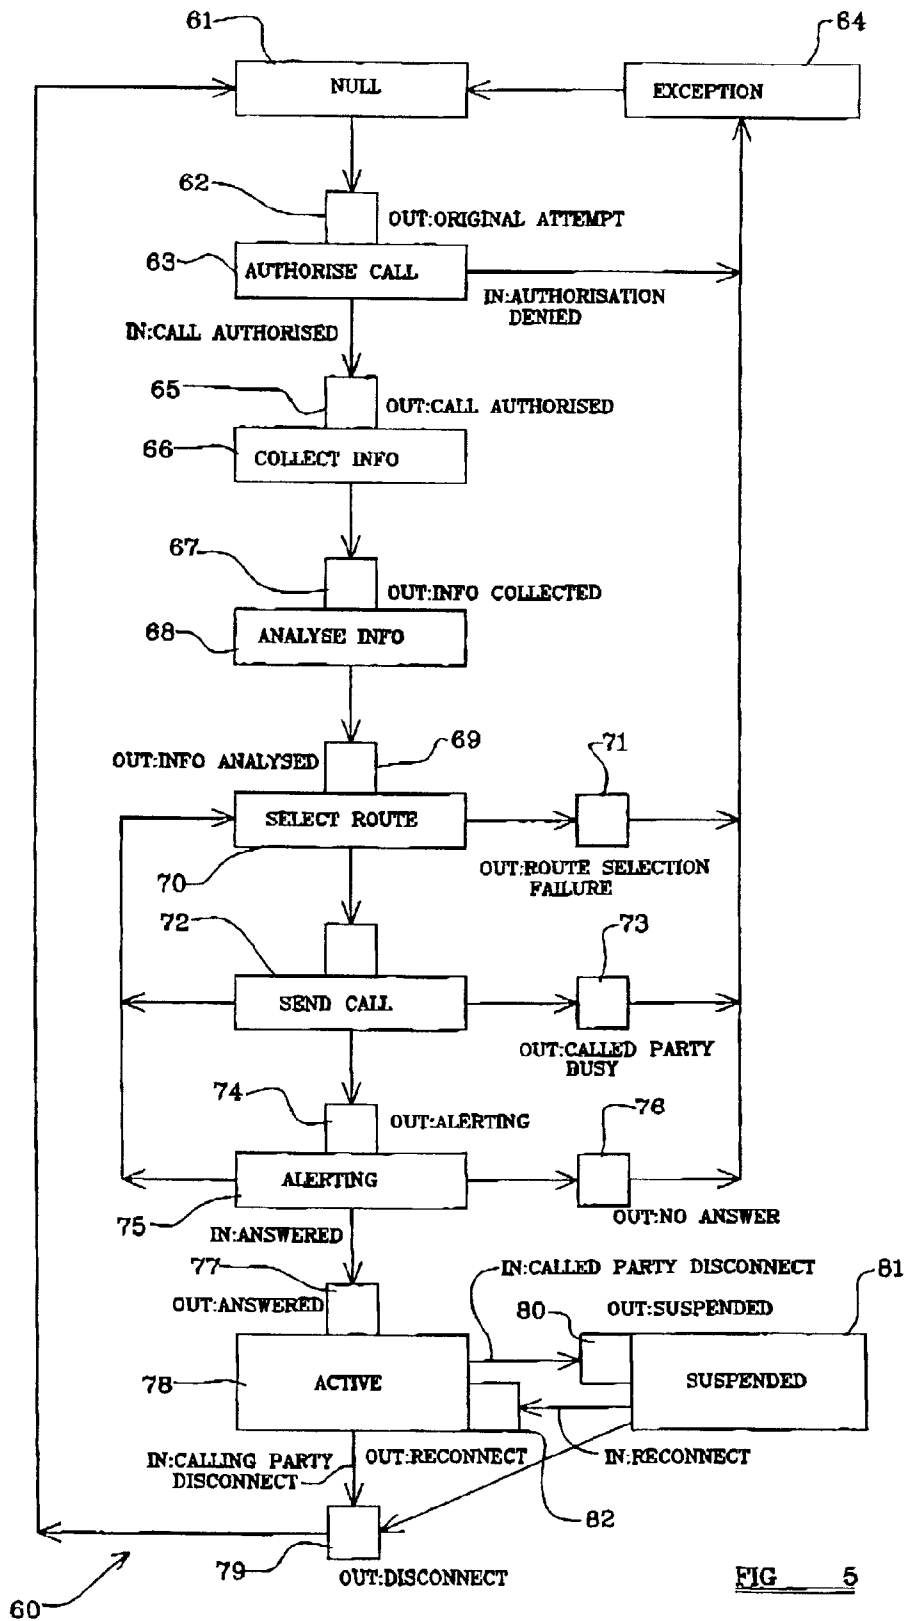 61
64
NULL
EXCEPTION
62
OUT:ORIGINAL ATTEMPT
63
AUTHORISE CALL
IN:AUTHORISATION
DENIED
IN:CALL AUTHORISED
65
OUT:CALL AUTHORISED
66
COLLECT INFO
67
OUT:INFO COLLECTED
68
ANALYSE INFO
69
71
OUT:INFO ANALYSED
SELECT ROUTE
OUT:ROUTE SELECTION
FAILURE
70
72
73
SEND CALL
OUT:CALLED PARTY
BUSY
74
76
OUT:ALERTING
ALERTING
75
OUT:NO ANSWER
IN:ANSWERED
77
IN:CALLED PARTY DISCONNECT
81
OUT:ANSWERED
80
OUT:SUSPENDED
78
ACTIVE
SUSPENDED
IN:CALLING PARTY
DISCONNECT
OUT:RECONNECT
IN:RECONNECT
82
79
OUT:DISCONNECT
60
FIG 5